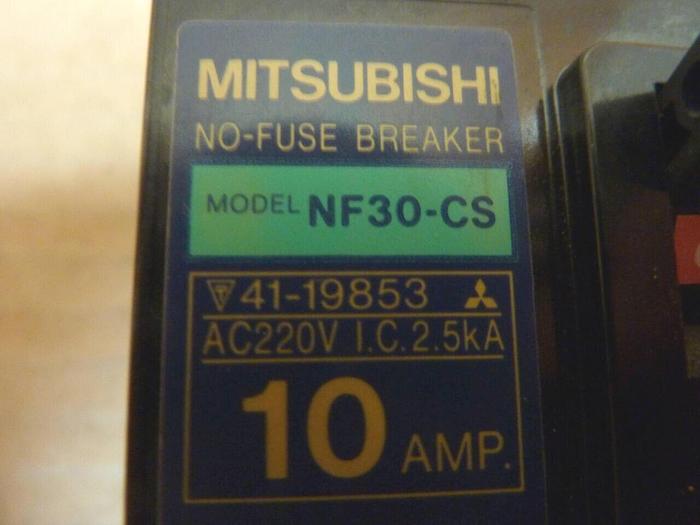 MITSUBISHI
NO-FUSE BREAKER
MODEL NF30-CS
41-19853
AC220V I.C.2.5kA
10 AMP.